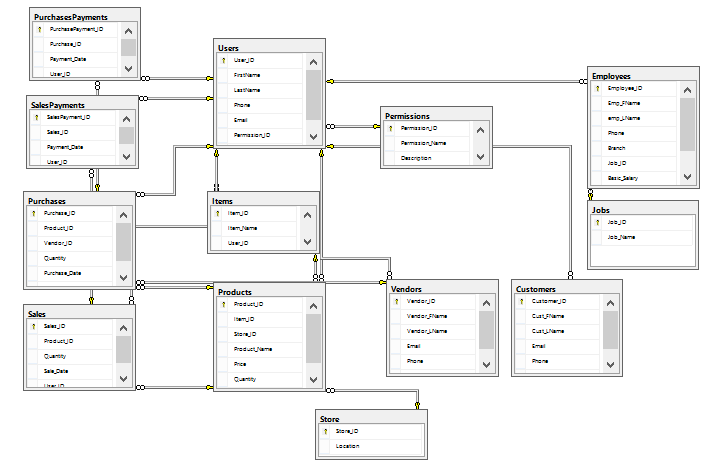 PurchasesPayments
PurchasePayment_ID
Purchase_ID
Payment_Date
User_ID
SalesPayments
SalesPayment_ID
Sales_ID
Payment_Date
User_ID
Purchases
Purchase_ID
Product_ID
Vendor_ID
Quantity
Purchase_Date
Sales
Sales_ID
Product_ID
Quantity
Sale_Date
User_ID
Users
User_ID
FirstName
LastName
Phone
Email
Permission_ID
Items
Item_ID
Item_Name
User_ID
Products
Product_ID
Item_ID
Store_ID
Product_Name
Price
Quantity
Store
Store_ID
Location
Permissions
Permission_ID
Permission_Name
Description
Vendors
Vendor_ID
Vendor_FName
Vendor_LName
Email
Phone
Customers
Customer_ID
Cust_FName
Cust_LName
Email
Phone
Employees
Employee_ID
Emp_FName
emp_LName
Phone
Branch
Job_ID
Basic_Salary
Jobs
Job_ID
Job_Name